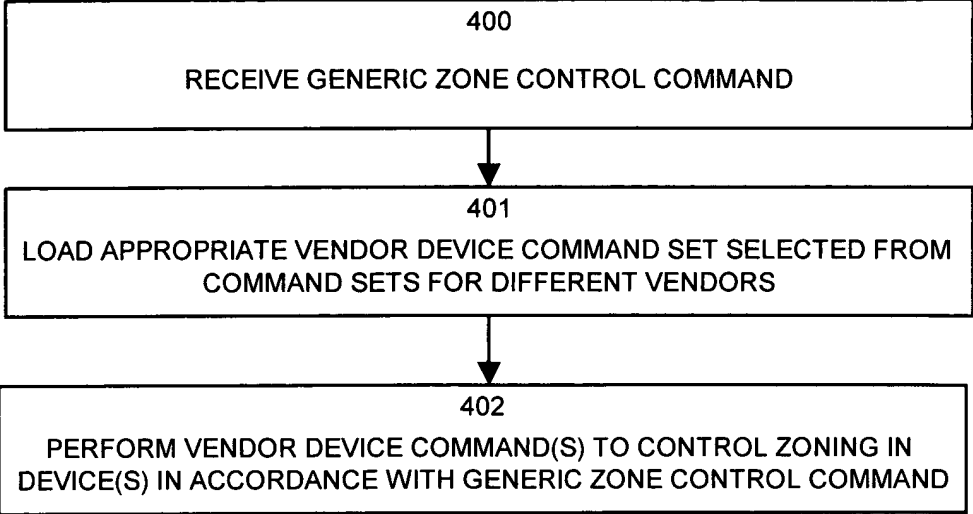 400
RECEIVE GENERIC ZONE CONTROL COMMAND
401
LOAD APPROPRIATE VENDOR DEVICE COMMAND SET SELECTED FROM
COMMAND SETS FOR DIFFERENT VENDORS
402
PERFORM VENDOR DEVICE COMMAND(S) TO CONTROL ZONING IN
DEVICE(S) IN ACCORDANCE WITH GENERIC ZONE CONTROL COMMAND